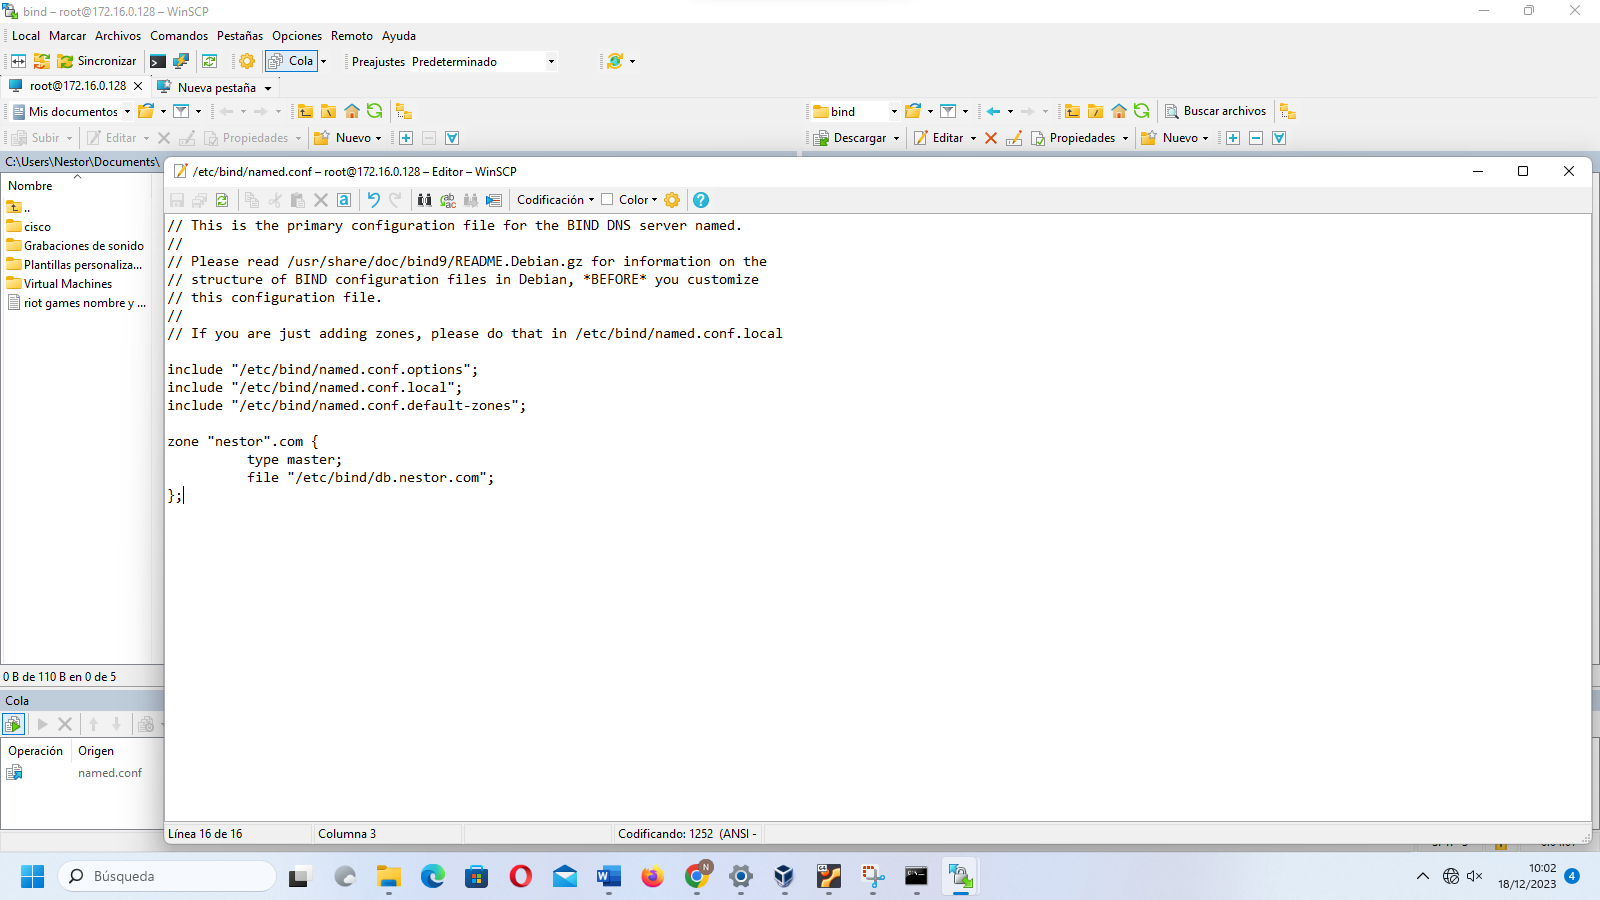 bind – root@172.16.0.128 – WinSCP
Local Marcar Archivos Comandos Pestañas Opciones Remoto Ayuda
Sincronizar Cola Preajustes Predeterminado
root@172.16.0.128 Nueva pestaña
Mis documentos bind Buscar archivos
Subir Editar Propiedades Nuevo Descargar Editar Propiedades Nuevo
C:\Users\Nestor\Documents\
Nombre
..
cisco
Grabaciones de sonido
Plantillas personaliza...
Virtual Machines
riot games nombre y ...
0 B de 110 B en 0 de 5
Cola
Operación Origen
named.conf
/etc/bind/named.conf – root@172.16.0.128 – Editor – WinSCP
Codificación Color
// This is the primary configuration file for the BIND DNS server named.
//
// Please read /usr/share/doc/bind9/README.Debian.gz for information on the
// structure of BIND configuration files in Debian, *BEFORE* you customize
// this configuration file.
//
// If you are just adding zones, please do that in /etc/bind/named.conf.local
include "/etc/bind/named.conf.options";
include "/etc/bind/named.conf.local";
include "/etc/bind/named.conf.default-zones";
zone "nestor".com {
type master;
file "/etc/bind/db.nestor.com";
};
Línea 16 de 16 Columna 3 Codificando: 1252 (ANSI -
Búsqueda
N
10:02
18/12/2023
4